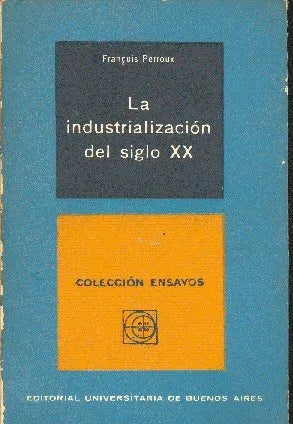 François Perroux
La
industrialización
del siglo XX
COLECCIÓN ENSAYOS
EDITORIAL UNIVERSITARIA DE BUENOS AIRES